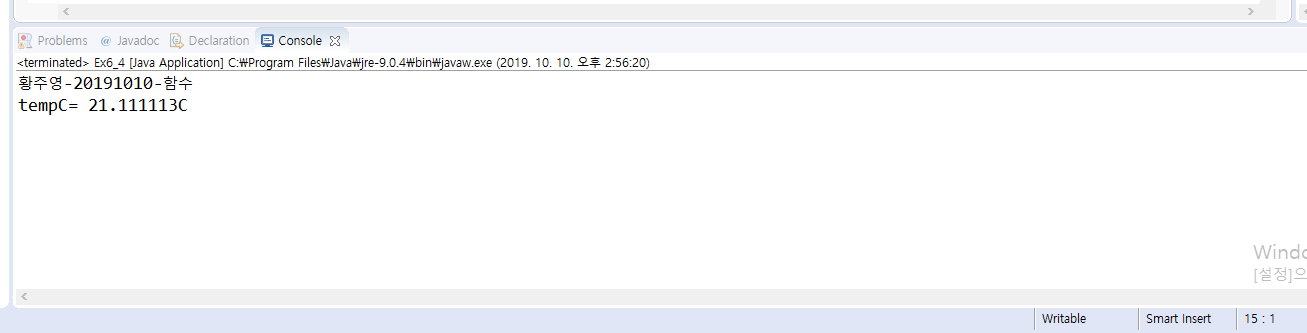 Problems @ Javadoc Declaration Console
<terminated> Ex6_4 [Java Application] C:₩Program Files₩Java₩jre-9.0.4₩bin₩javaw.exe (2019. 10. 10. 오후 2:56:20)
황주영-20191010-함수
tempC= 21.111113C
[설정]으
Writable Smart Insert 15 : 1